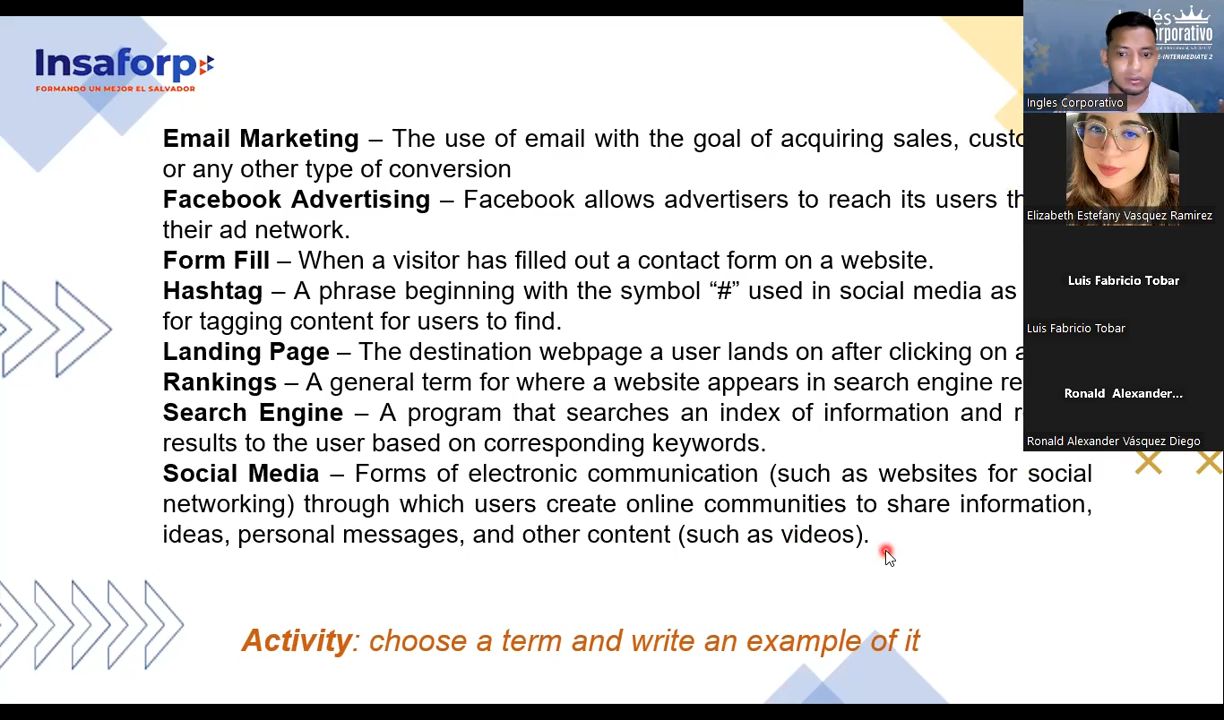 Insaforp
FORMANDO UN MEJOR EL SALVADOR
Email Marketing – The use of email with the goal of acquiring sales,
or any other type of conversion
Facebook Advertising – Facebook allows advertisers to reach its users
their ad network.
Form Fill – When a visitor has filled out a contact form on a website.
Hashtag – A phrase beginning with the symbol “#” used in social media as
for tagging content for users to find.
Landing Page – The destination webpage a user lands on after clicking on
Rankings – A general term for where a website appears in search engine
Search Engine – A program that searches an index of information and
results to the user based on corresponding keywords.
Social Media – Forms of electronic communication (such as websites for social
networking) through which users create online communities to share information,
ideas, personal messages, and other content (such as videos).
Activity: choose a term and write an example of it
Ingles Corporativo
Elizabeth Estefany Vasquez Ramirez
Luis Fabricio Tobar
Luis Fabricio Tobar
Ronald Alexander...
Ronald Alexander Vásquez Diego